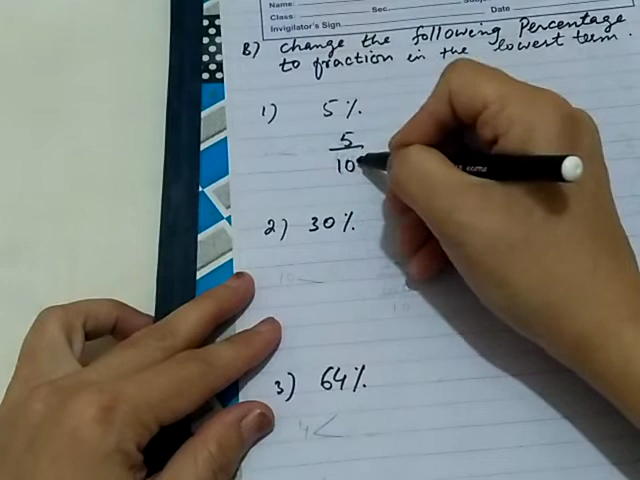 Name:
Class: Sec.
Invigilator's Sign Date
B) Change the following Percentage
to fraction in the lowest term.
1) 5%
5
10
2) 30%
3) 64%